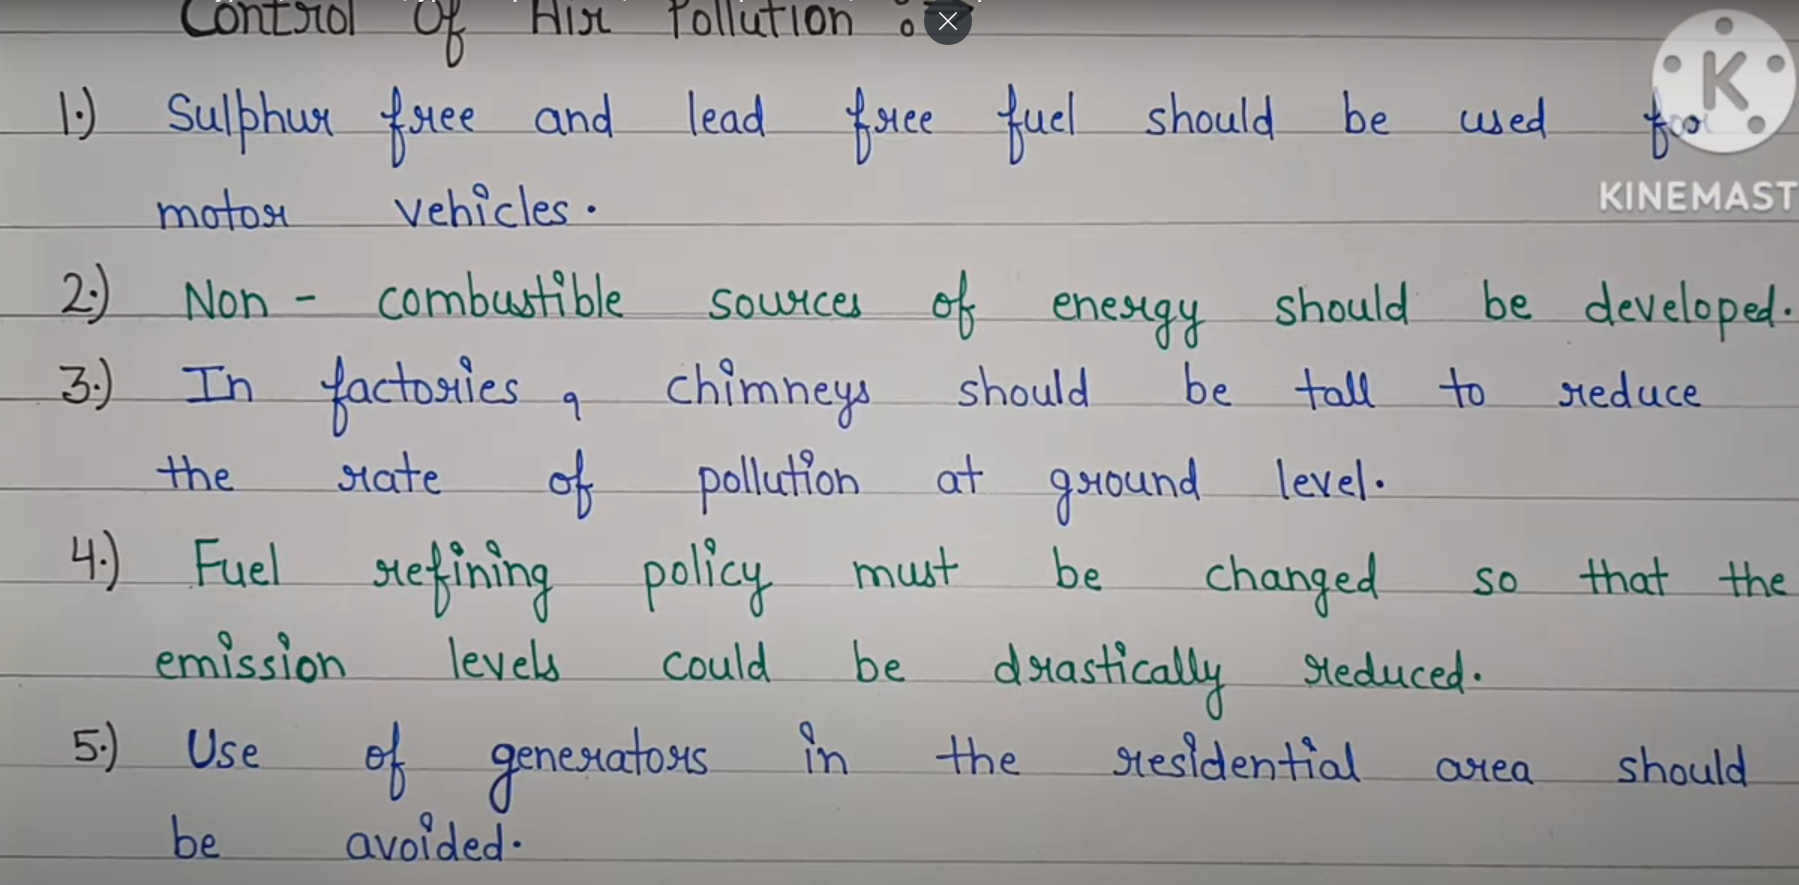 Control Of Air Pollution :⇒
1.) Sulphur free and lead free fuel should be used for
motor vehicles.
2.) Non - combustible sources of energy should be developed.
3.) In factories, chimneys should be tall to reduce
the rate of pollution at ground level.
4.) Fuel refining policy must be changed so that the
emission levels could be drastically reduced.
5.) Use of generators in the residential area should
be avoided.
K
KINEMAST